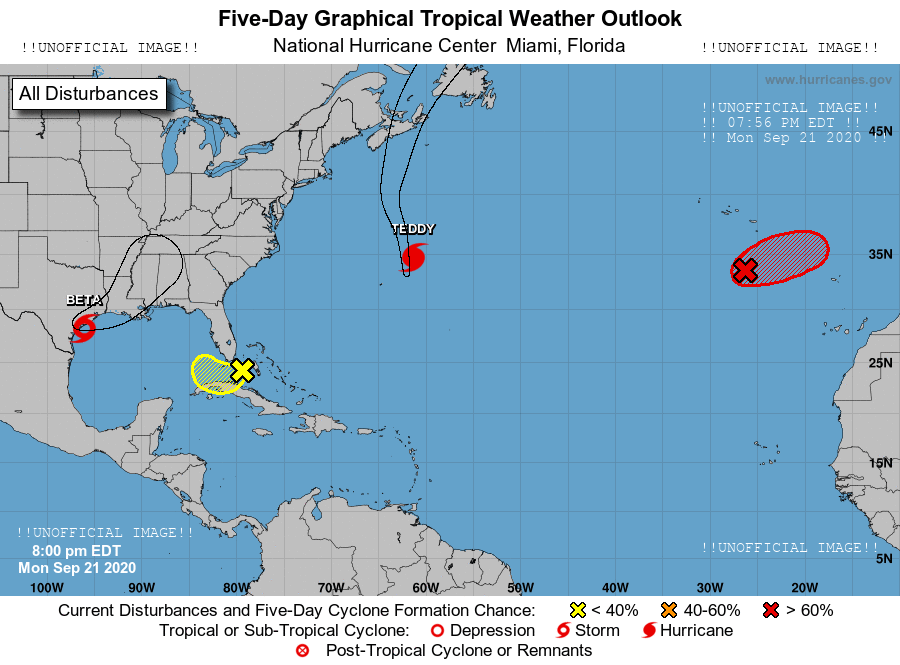 Five-Day Graphical Tropical Weather Outlook
!!UNOFFICIAL IMAGE!! National Hurricane Center Miami, Florida !!UNOFFICIAL IMAGE!!
www.hurricanes.gov
All Disturbances
!!UNOFFICIAL IMAGE!!
!! 07:56 PM EDT !!
!! Mon Sep 21 2020 !!
45N
TEDDY
35N
BETA
25N
15N
!!UNOFFICIAL IMAGE!!
8:00 pm EDT
Mon Sep 21 2020
!!UNOFFICIAL IMAGE!!
5N
100W 90W 80W 70W 60W 50W 40W 30W 20W
Current Disturbances and Five-Day Cyclone Formation Chance: < 40% 40-60% > 60%
Tropical or Sub-Tropical Cyclone: Depression Storm Hurricane
Post-Tropical Cyclone or Remnants